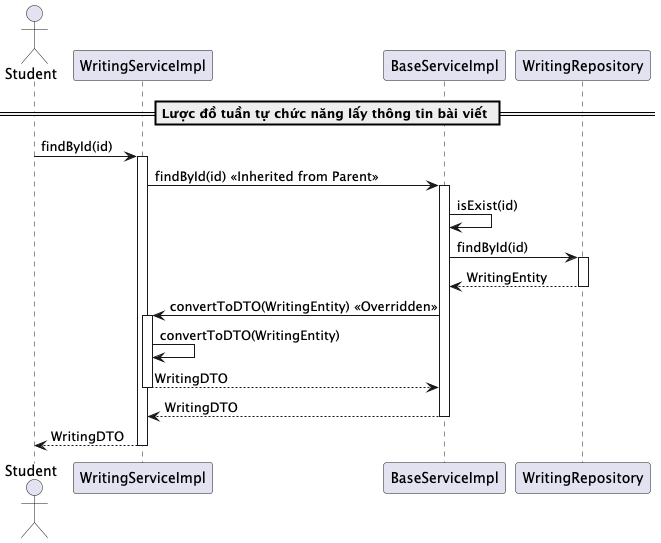 Student
WritingServiceImpl
BaseServiceImpl
WritingRepository
Lược đồ tuần tự chức năng lấy thông tin bài viết
findById(id)
findById(id) «Inherited from Parent»
isExist(id)
findById(id)
WritingEntity
convertToDTO(WritingEntity) «Overridden»
convertToDTO(WritingEntity)
WritingDTO
WritingDTO
WritingDTO
Student
WritingServiceImpl
BaseServiceImpl
WritingRepository